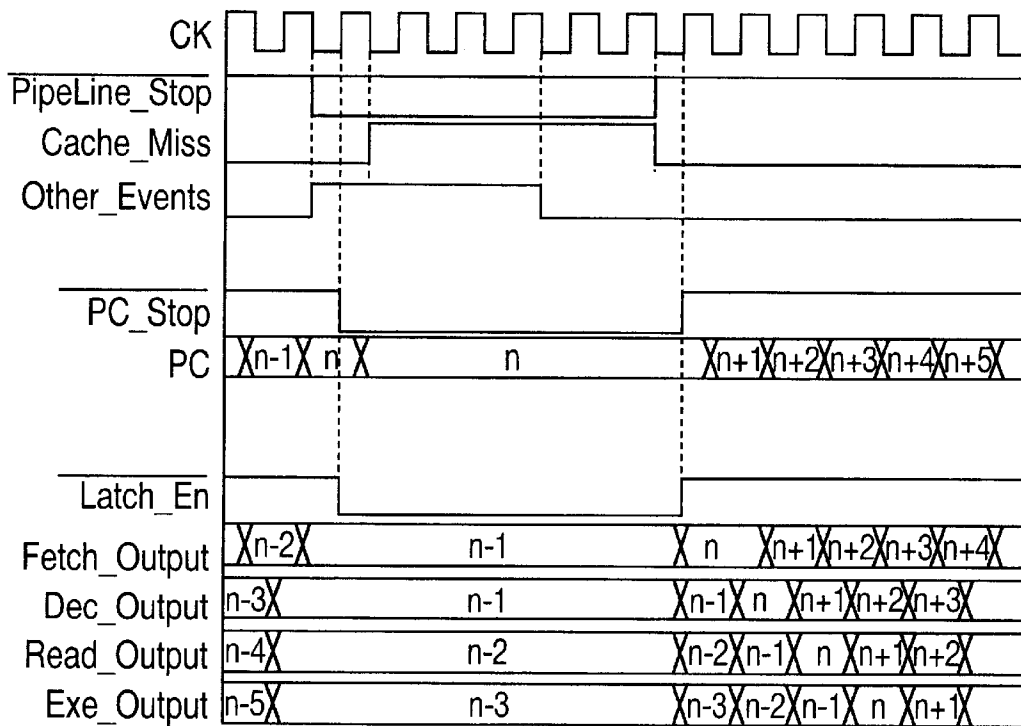 CK
PipeLine_Stop
Cache_Miss
Other_Events
PC_Stop
PC n-1 n n n+1 n+2 n+3 n+4 n+5
Latch_En
Fetch_Output n-2 n-1 n n+1 n+2 n+3 n+4
Dec_Output n-3 n-1 n-1 n n+1 n+2 n+3
Read_Output n-4 n-2 n-2 n-1 n n+1 n+2
Exe_Output n-5 n-3 n-3 n-2 n-1 n n+1